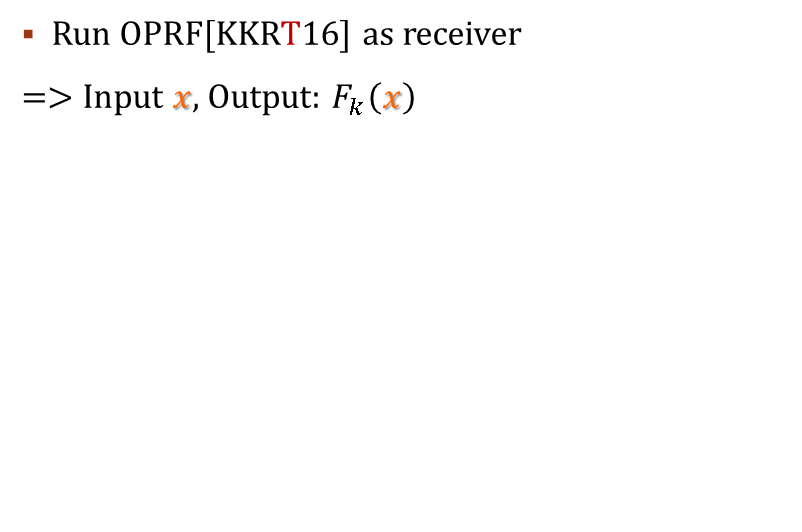 ▪ Run OPRF[KKRT16] as receiver
=> Input x, Output: Fₖ(x)